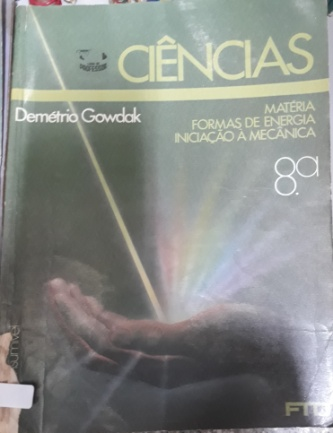 CIÊNCIAS
Demétrio Gowdak
MATÉRIA
FORMAS DE ENERGIA
INICIAÇÃO À MECÂNICA
8.ª
FTD